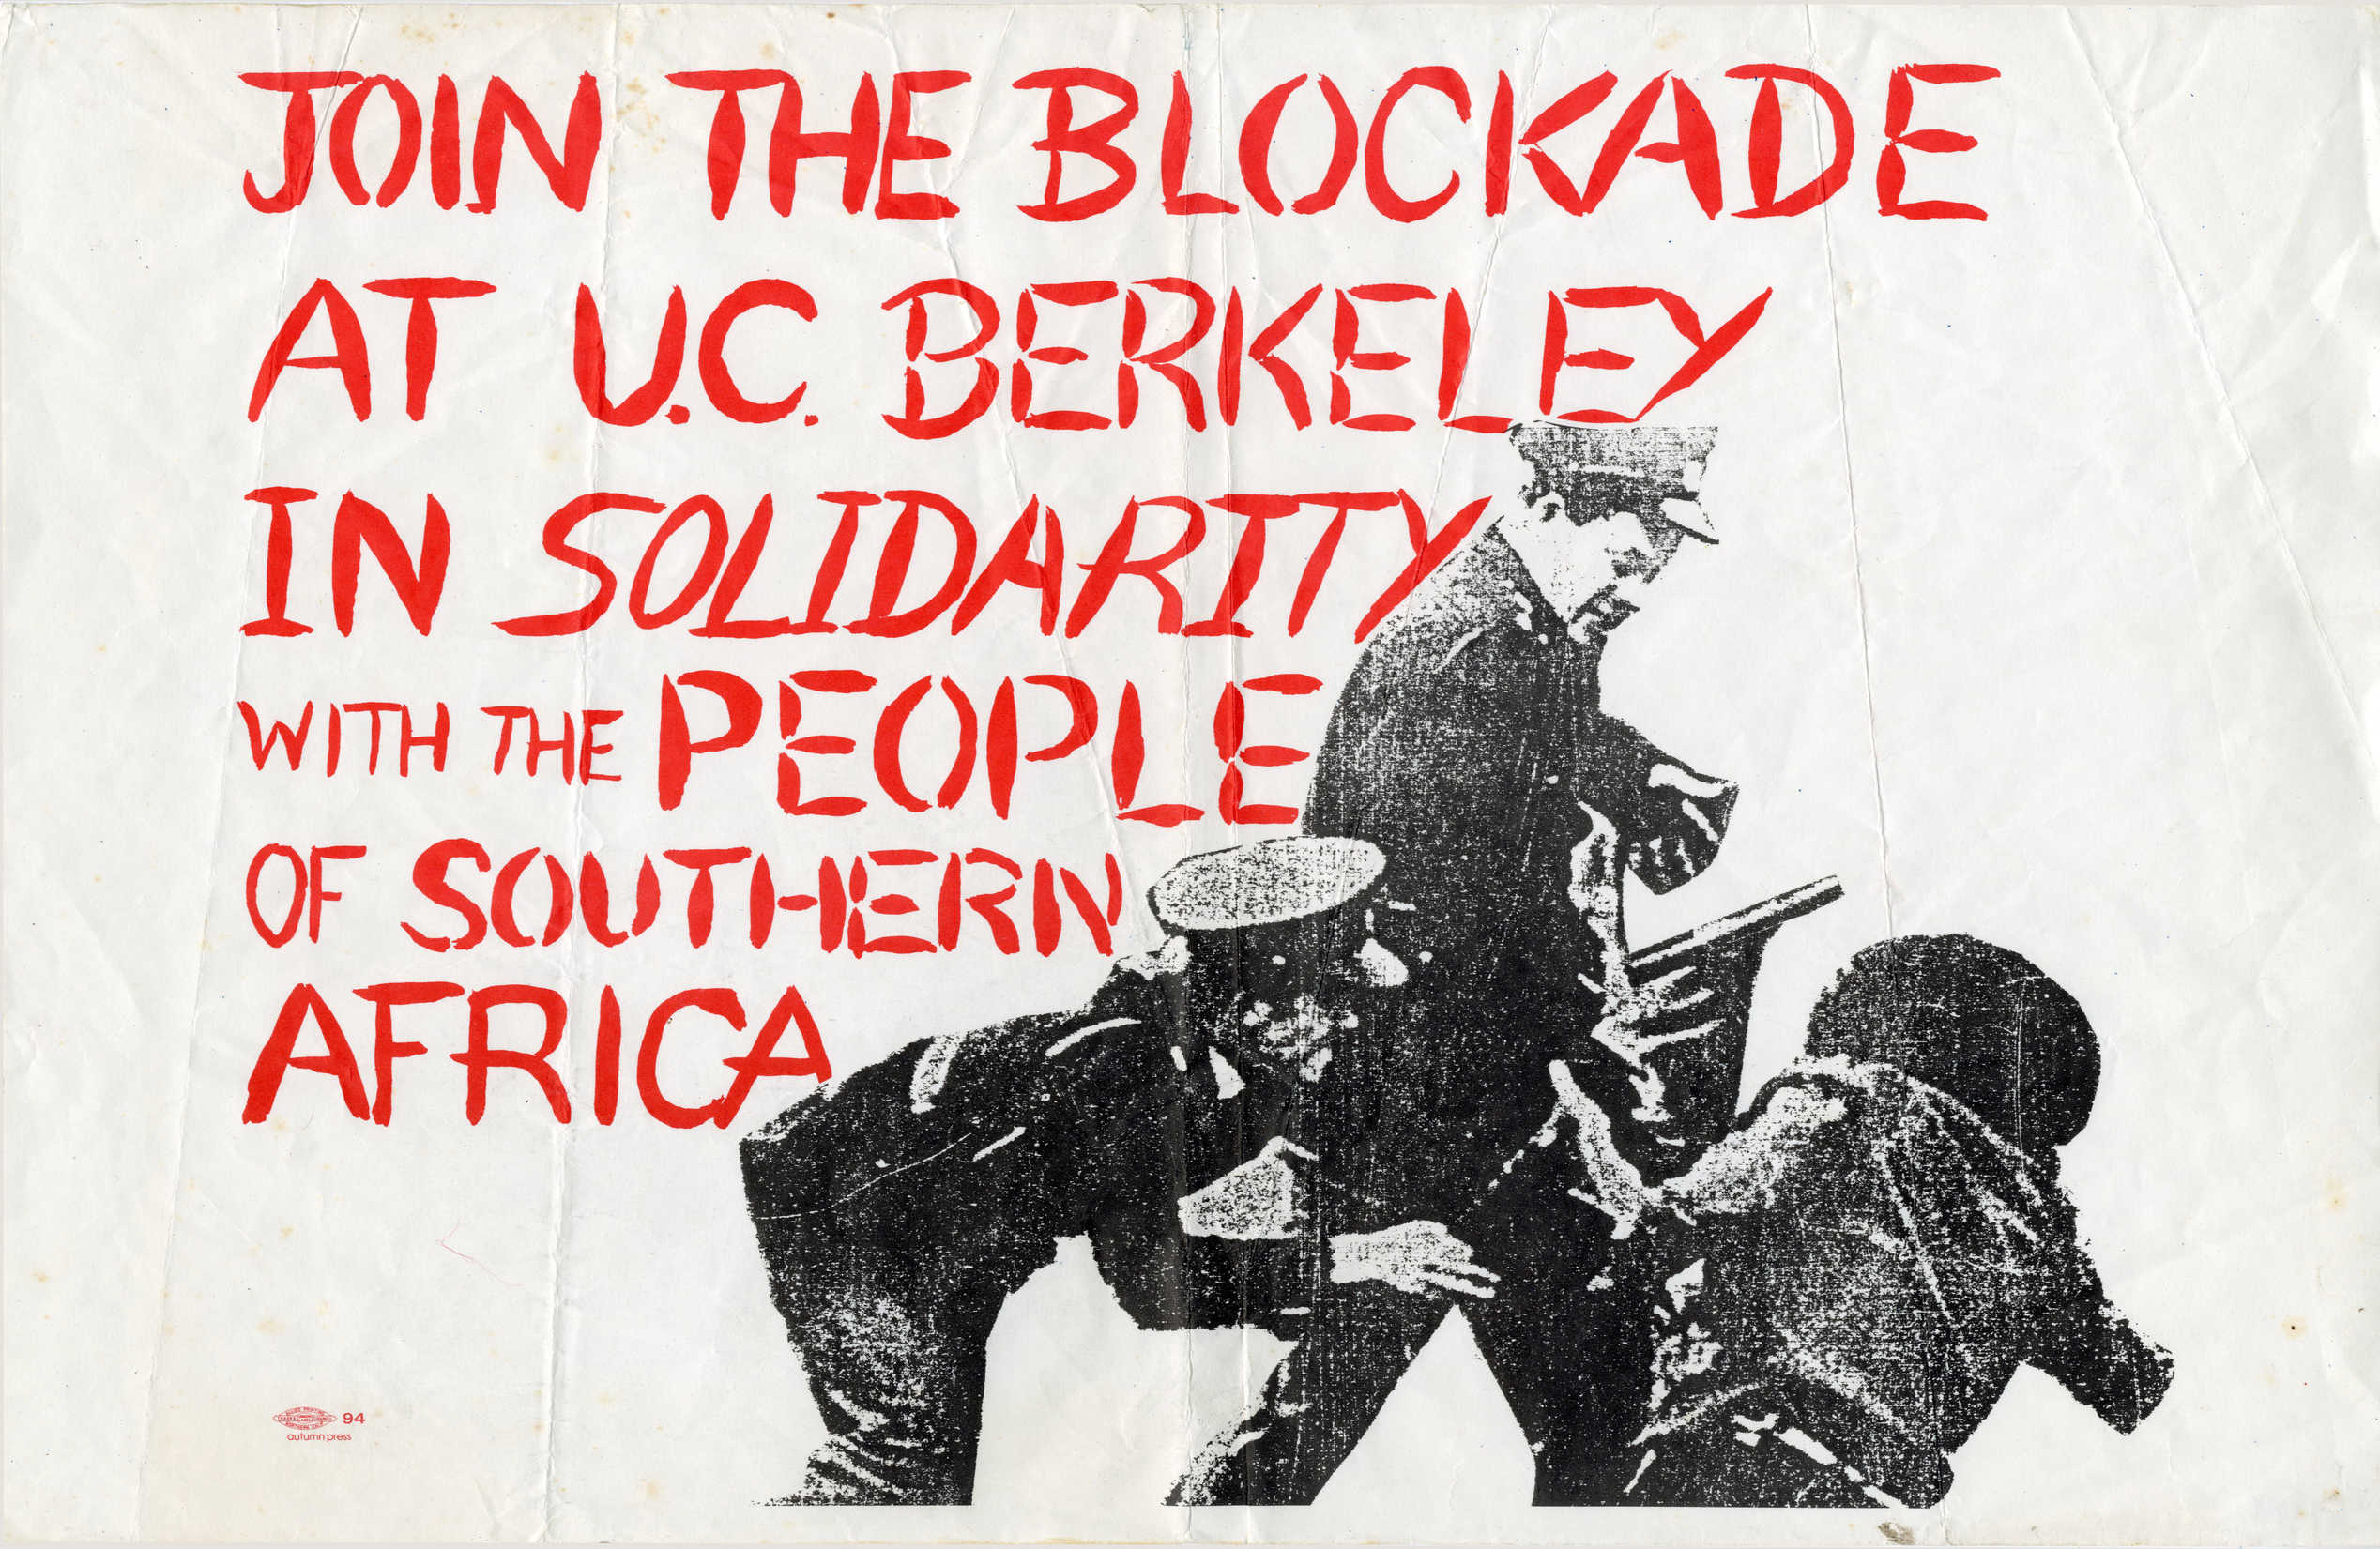 JOIN THE BLOCKADE
AT U.C. BERKELEY
IN SOLIDARITY
WITH THE PEOPLE
OF SOUTHERN
AFRICA
94
autumn press